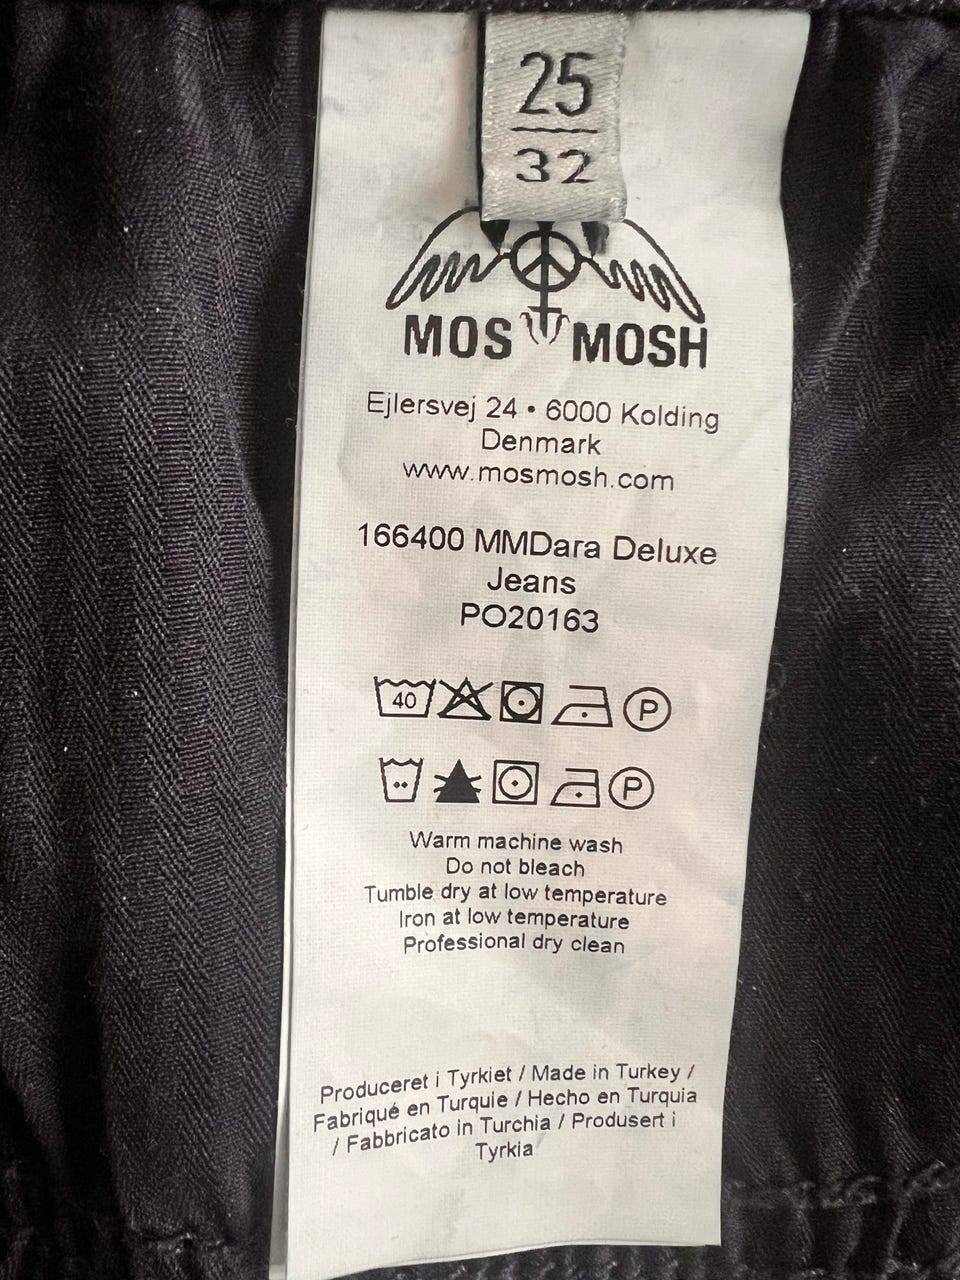 25
32
MOS MOSH
Ejlersvej 24 • 6000 Kolding
Denmark
www.mosmosh.com
166400 MMDara Deluxe
Jeans
PO20163
40 P
P
Warm machine wash
Do not bleach
Tumble dry at low temperature
Iron at low temperature
Professional dry clean
Produceret i Tyrkiet / Made in Turkey /
Fabriqué en Turquie / Hecho en Turquia
/ Fabbricato in Turchia / Produsert i
Tyrkia